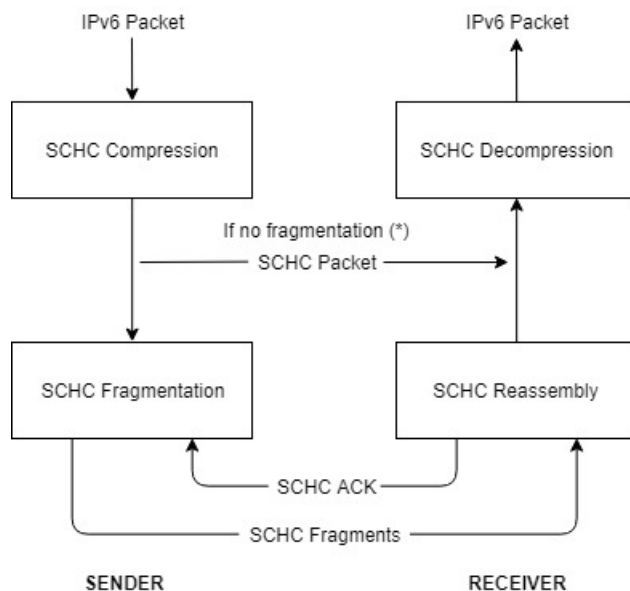 IPv6 Packet
IPv6 Packet
SCHC Compression
SCHC Decompression
If no fragmentation (*)
SCHC Packet
SCHC Fragmentation
SCHC Reassembly
SCHC ACK
SCHC Fragments
SENDER
RECEIVER